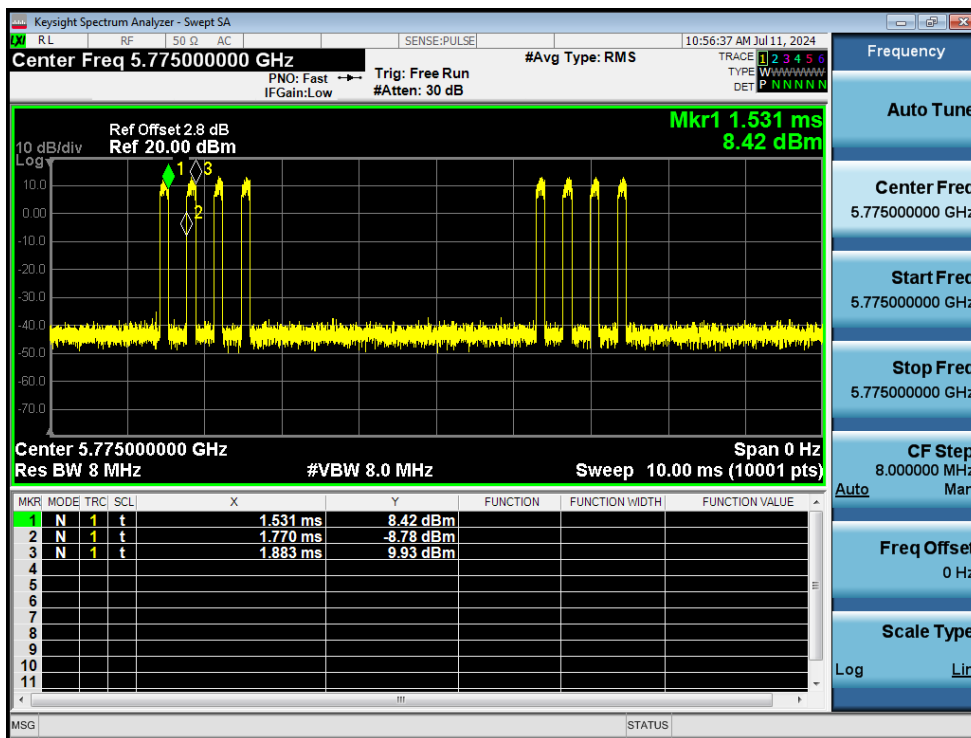 Keysight Spectrum Analyzer - Swept SA
LXI RL RF 50 Ω AC SENSE:PULSE 10:56:37 AM Jul 11, 2024
Center Freq 5.775000000 GHz #Avg Type: RMS TRACE 1 2 3 4 5 6
PNO: Fast Trig: Free Run TYPE WWWWWW
IFGain:Low #Atten: 30 dB DET P N N N N N
Mkr1 1.531 ms
8.42 dBm
Ref Offset 2.8 dB
10 dB/div Ref 20.00 dBm
Log
1 3
10.0
0.00
2
-10.0
-20.0
-30.0
-40.0
-50.0
-60.0
-70.0
Center 5.775000000 GHz Span 0 Hz
Res BW 8 MHz #VBW 8.0 MHz Sweep 10.00 ms (10001 pts)
MKR MODE TRC SCL X Y FUNCTION FUNCTION WIDTH FUNCTION VALUE
1 N 1 t 1.531 ms 8.42 dBm
2 N 1 t 1.770 ms -8.78 dBm
3 N 1 t 1.883 ms 9.93 dBm
4
5
6
7
8
9
10
11
MSG STATUS
Frequency
Auto Tune
Center Freq
5.775000000 GHz
Start Freq
5.775000000 GHz
Stop Freq
5.775000000 GHz
CF Step
8.000000 MHz
Auto Man
Freq Offset
0 Hz
Scale Type
Log Lin